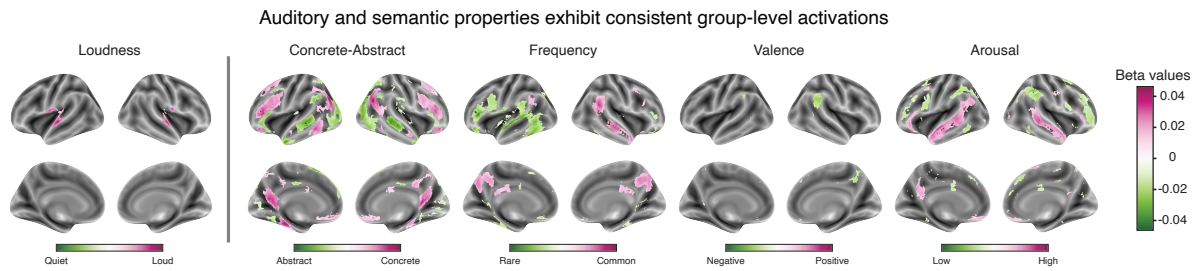 Auditory and semantic properties exhibit consistent group-level activations
Loudness
Concrete-Abstract
Frequency
Valence
Arousal
Beta values
0.04
0.02
0
-0.02
-0.04
Quiet Loud
Abstract Concrete
Rare Common
Negative Positive
Low High